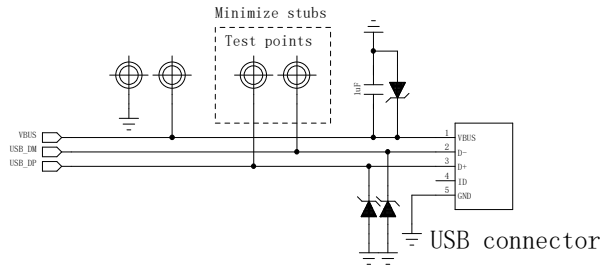 Minimize stubs
Test points
1uF
VBUS
USB_DM
USB_DP
1
2
3
4
5
VBUS
D-
D+
ID
GND
USB connector